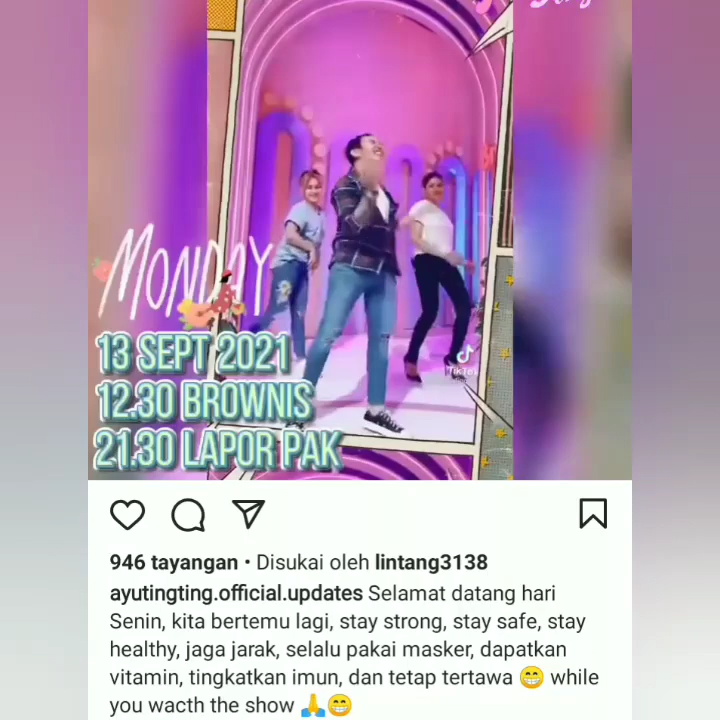 MONDAY
13 SEPT 2021
12.30 BROWNIS
21.30 LAPOR PAK
TikTok
946 tayangan • Disukai oleh lintang3138
ayutingting.official.updates Selamat datang hari
Senin, kita bertemu lagi, stay strong, stay safe, stay
healthy, jaga jarak, selalu pakai masker, dapatkan
vitamin, tingkatkan imun, dan tetap tertawa 😁 while
you wacth the show 🙏😁